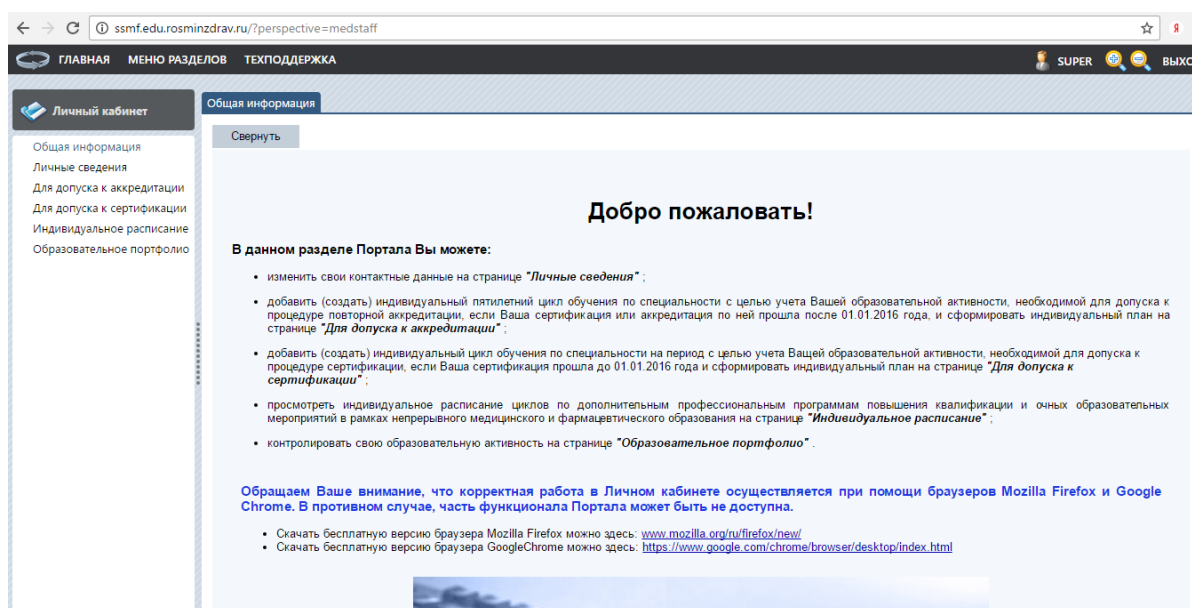 ssmf.edu.rosminzdrav.ru/?perspective=medstaff
Я
ГЛАВНАЯ МЕНЮ РАЗДЕЛОВ ТЕХПОДДЕРЖКА SUPER ВЫХО
Личный кабинет
Общая информация
Личные сведения
Для допуска к аккредитации
Для допуска к сертификации
Индивидуальное расписание
Образовательное портфолио
Общая информация
Свернуть
Добро пожаловать!
В данном разделе Портала Вы можете:
• изменить свои контактные данные на странице "Личные сведения" ;
• добавить (создать) индивидуальный пятилетний цикл обучения по специальности с целью учета Вашей образовательной активности, необходимой для допуска к
процедуре повторной аккредитации, если Ваша сертификация или аккредитация по ней прошла после 01.01.2016 года, и сформировать индивидуальный план на
странице "Для допуска к аккредитации" ;
• добавить (создать) индивидуальный цикл обучения по специальности на период с целью учета Ващей образовательной активности, необходимой для допуска к
процедуре сертификации, если Ваша сертификация прошла до 01.01.2016 года и сформировать индивидуальный план на странице "Для допуска к
сертификации" ;
• просмотреть индивидуальное расписание циклов по дополнительным профессиональным программам повышения квалификации и очных образовательных
мероприятий в рамках непрерывного медицинского и фармацевтического образования на странице "Индивидуальное расписание" ;
• контролировать свою образовательную активность на странице "Образовательное портфолио" .
Обращаем Ваше внимание, что корректная работа в Личном кабинете осуществляется при помощи браузеров Mozilla Firefox и Google
Chrome. В противном случае, часть функционала Портала может быть не доступна.
• Скачать бесплатную версию браузера Mozilla Firefox можно здесь: www.mozilla.org/ru/firefox/new/
• Скачать бесплатную версию браузера GoogleChrome можно здесь: https://www.google.com/chrome/browser/desktop/index.html